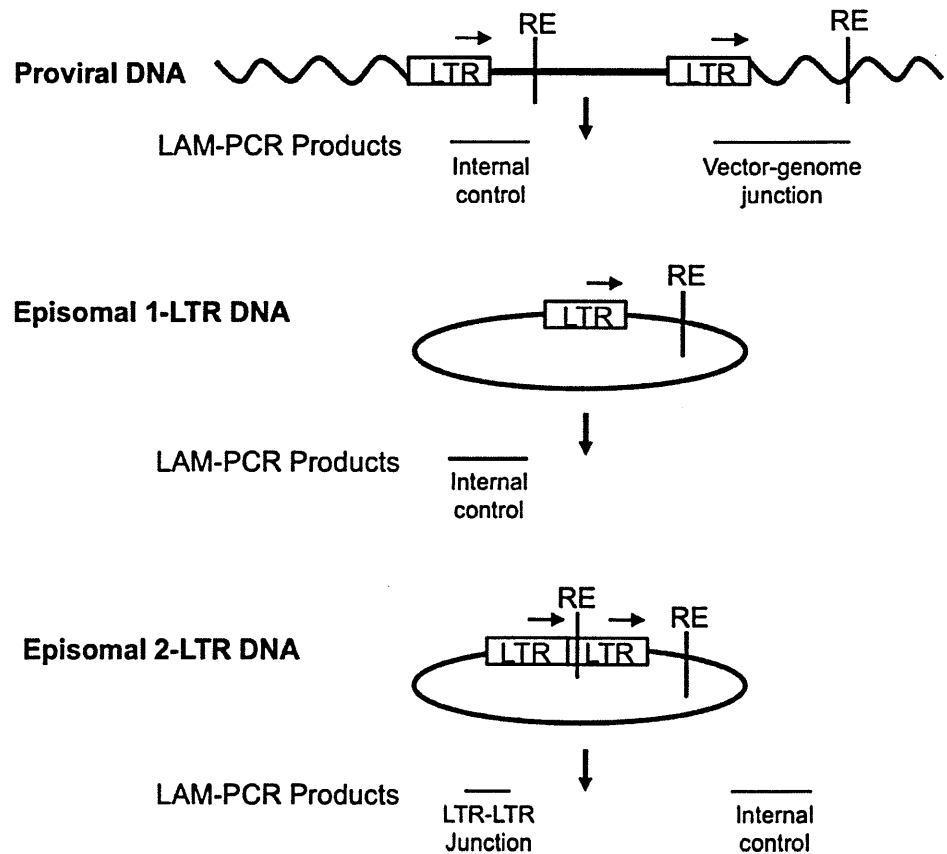 RE
RE
Proviral DNA
LTR
LTR
LAM-PCR Products
Internal
control
Vector-genome
junction
RE
Episomal 1-LTR DNA
LTR
LAM-PCR Products
Internal
control
RE
RE
Episomal 2-LTR DNA
LTR
LTR
LAM-PCR Products
LTR-LTR
Junction
Internal
control